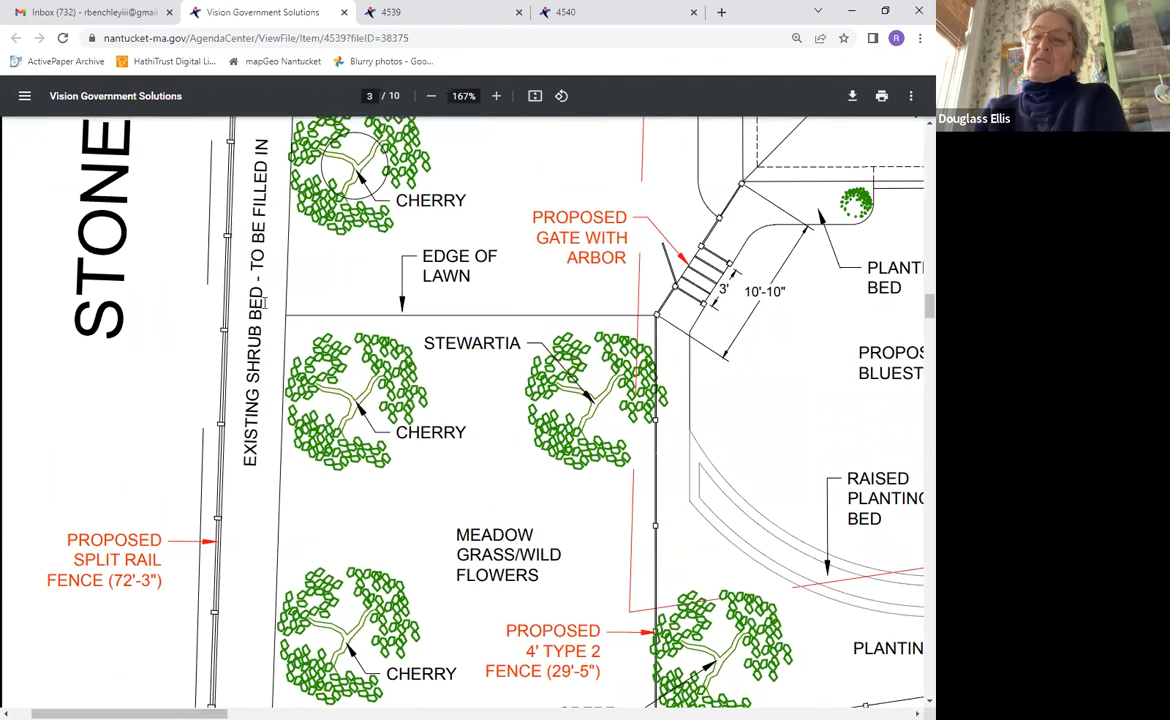 Inbox (732) - rbenchleyiii@gmail
Vision Government Solutions
4539
4540
nantucket-ma.gov/AgendaCenter/ViewFile/Item/4539?fileID=38375
R
ActivePaper Archive
HathiTrust Digital Li...
mapGeo Nantucket
Blurry photos - Goo...
Vision Government Solutions
3 / 10
167%
Douglass Ellis
STONE
EXISTING SHRUB BED - TO BE FILLED IN
CHERRY
EDGE OF
LAWN
PROPOSED
GATE WITH
ARBOR
3'
10'-10"
PLANTI
BED
STEWARTIA
PROPOS
BLUEST
CHERRY
RAISED
PLANTING
BED
MEADOW
GRASS/WILD
FLOWERS
PROPOSED
SPLIT RAIL
FENCE (72'-3")
PROPOSED
4' TYPE 2
FENCE (29'-5")
PLANTIN
CHERRY